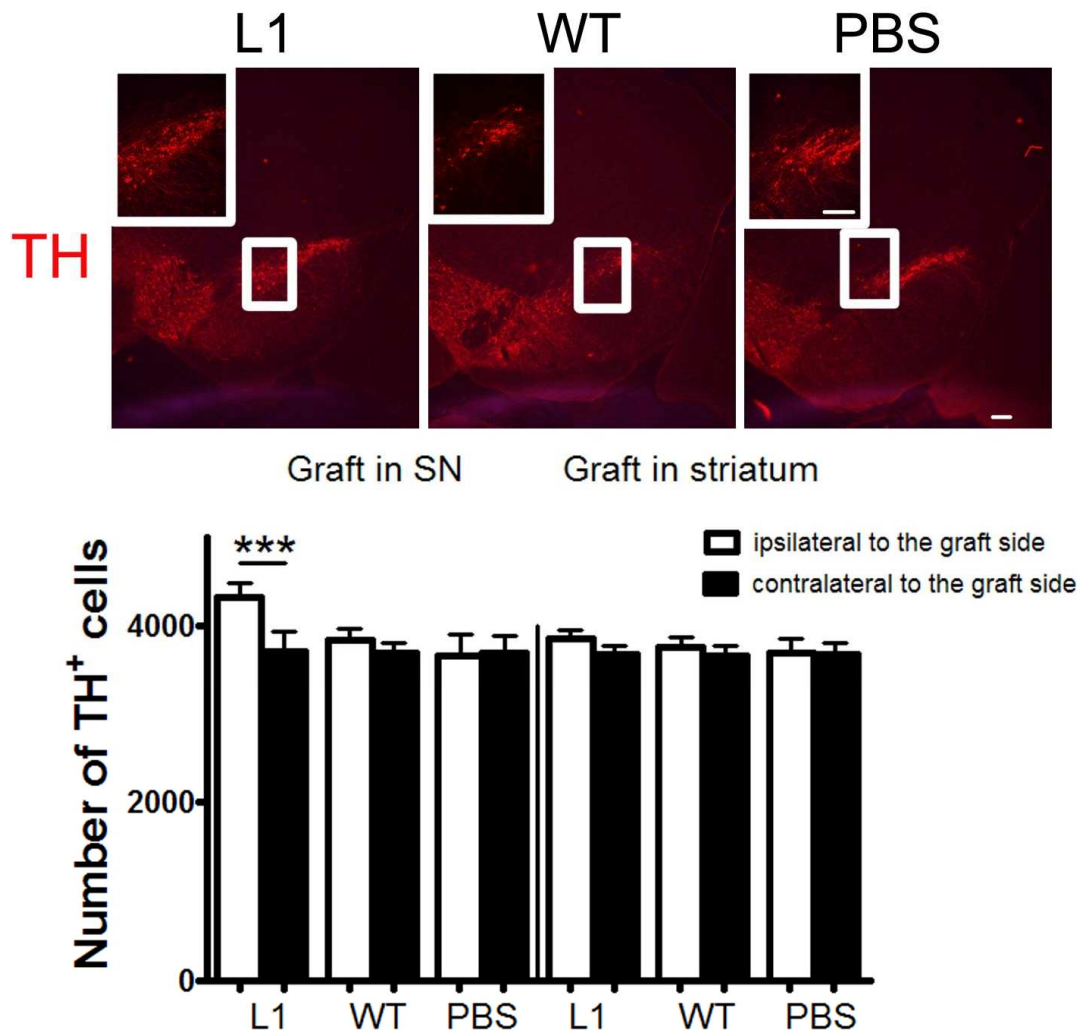 L1 WT PBS
TH
Graft in SN Graft in striatum
ipsilateral to the graft side
contralateral to the graft side
***
Number of TH⁺ cells
4000
2000
0
L1 WT PBS L1 WT PBS